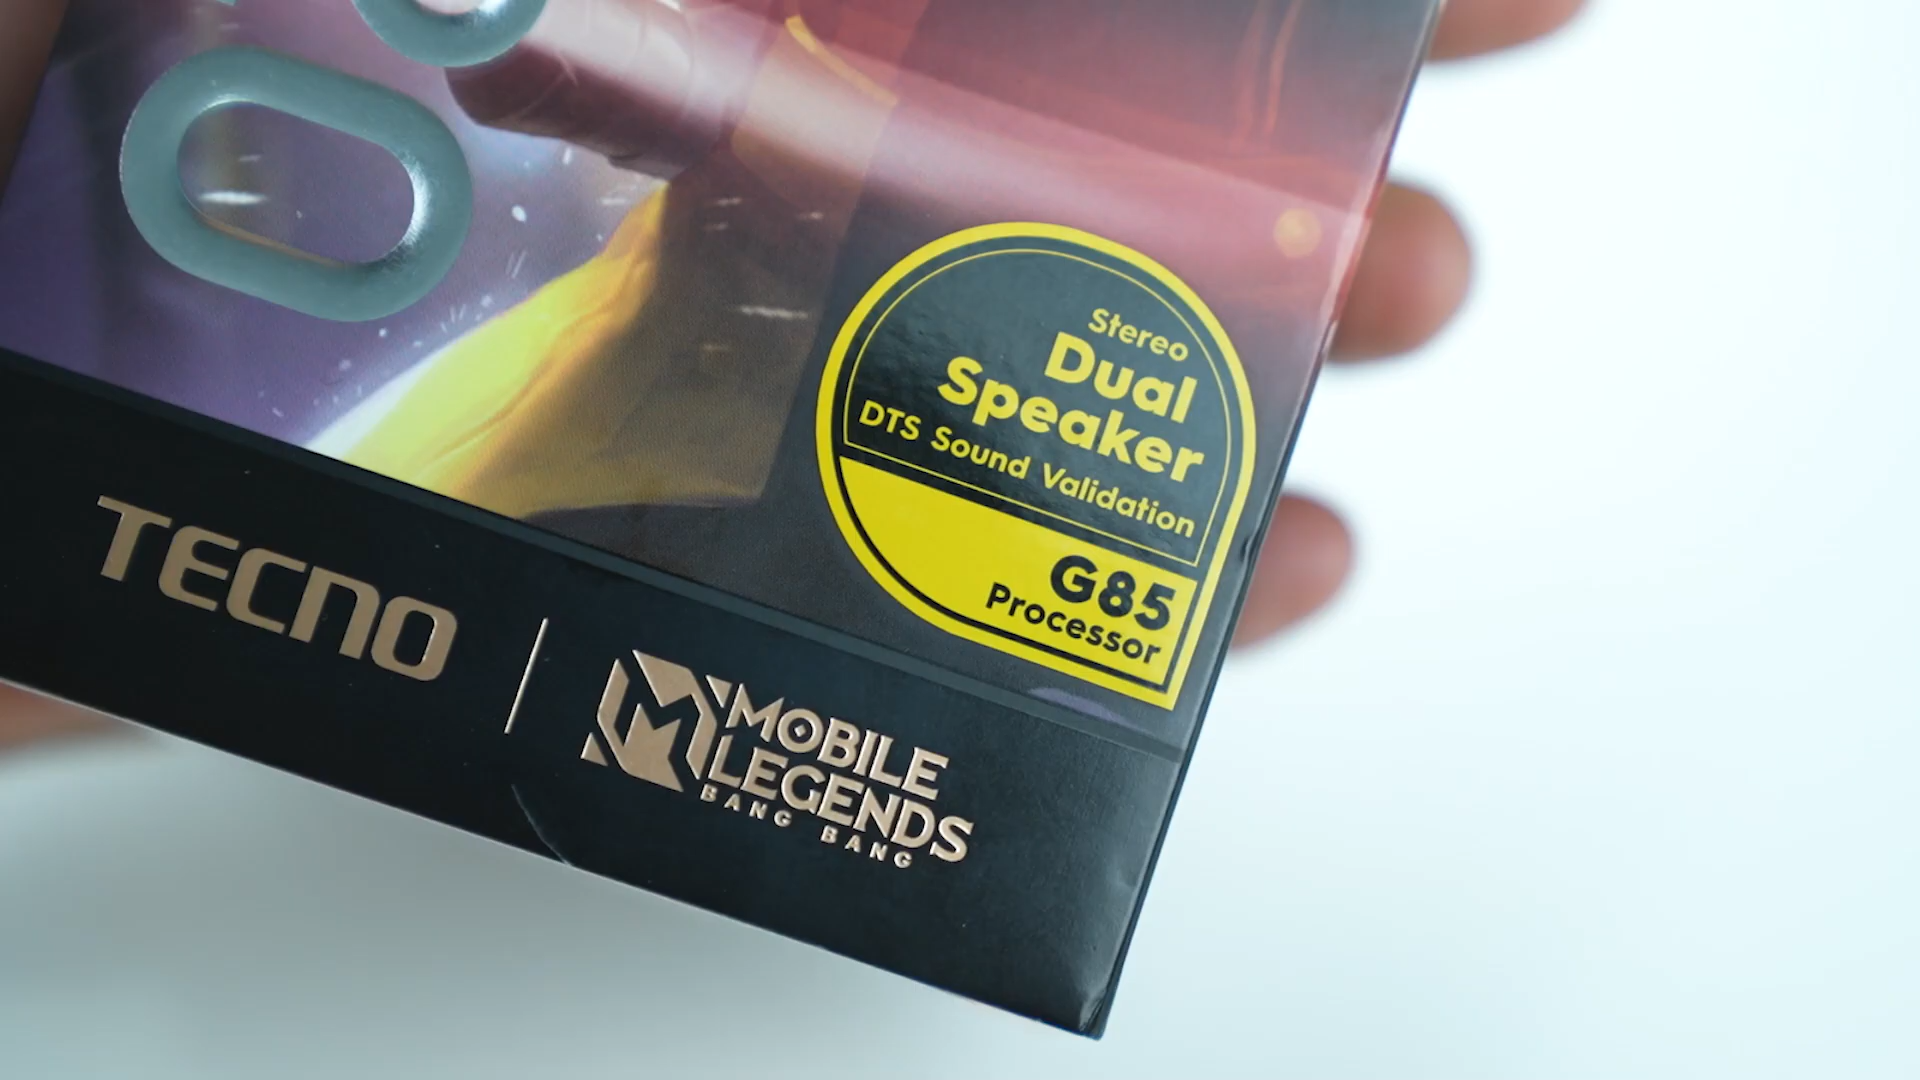 Stereo
Dual
Speaker
DTS Sound Validation
G85
Processor
TECNO
MOBILE
LEGENDS
BANG BANG